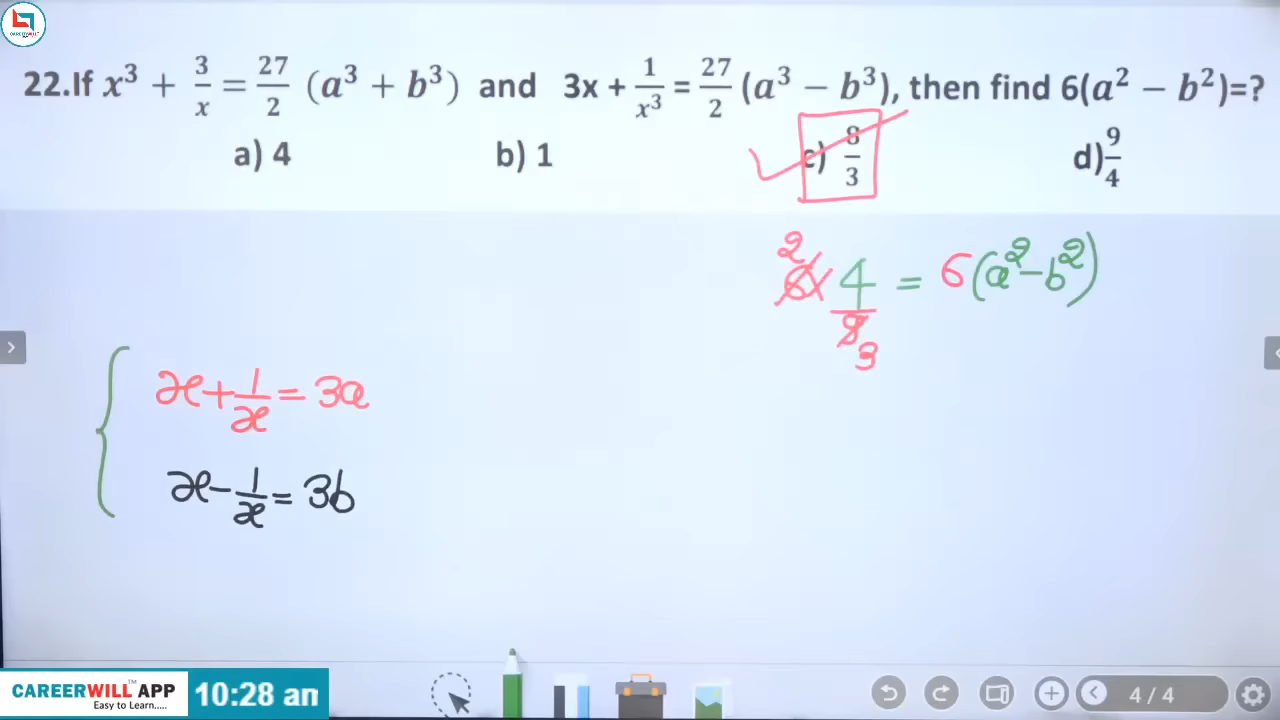 CAREERWILL
22.If x³ + 3/x = 27/2 (a³ + b³) and 3x + 1/x³ = 27/2 (a³ − b³), then find 6(a² − b²)=?
a) 4 b) 1 c) 8/3 d) 9/4
2
6 × 4/9 = 6(a² − b²)
3
x + 1/x = 3a
x − 1/x = 3b
CAREERWILL™ APP
Easy to Learn.....
10:28 am
4 / 4